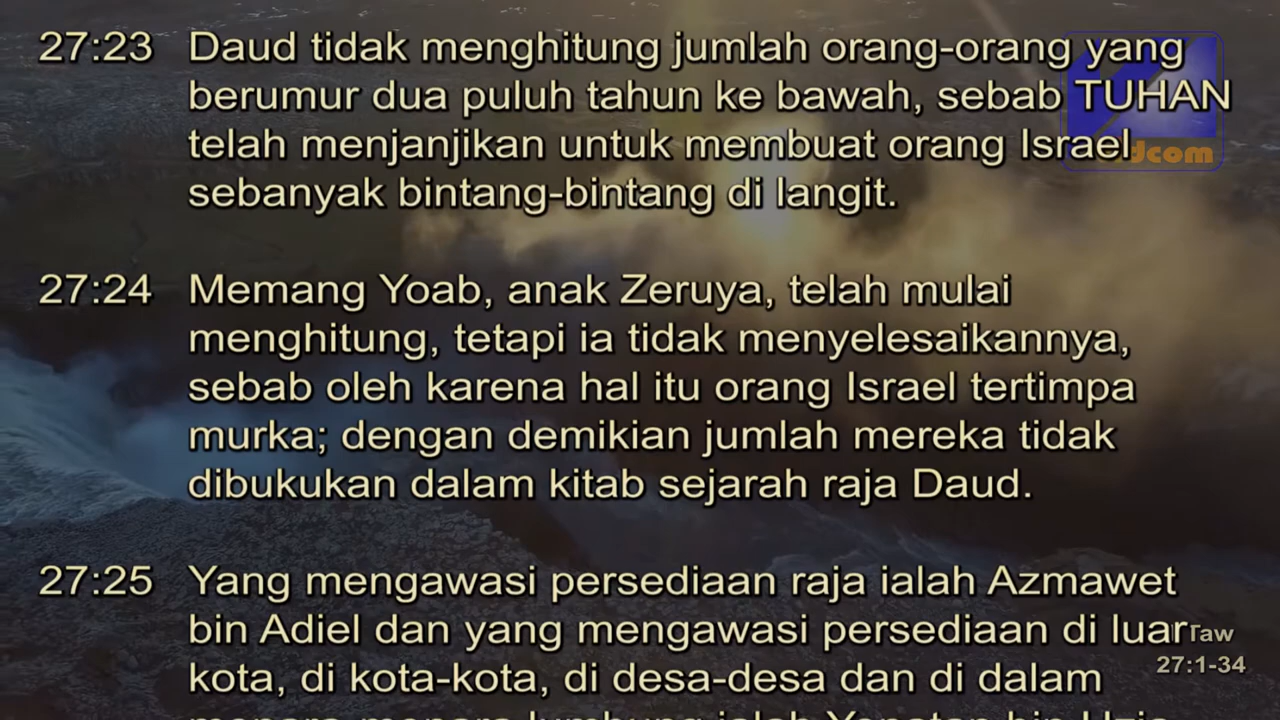 27:23 Daud tidak menghitung jumlah orang-orang yang
berumur dua puluh tahun ke bawah, sebab TUHAN
telah menjanjikan untuk membuat orang Israel
sebanyak bintang-bintang di langit.
27:24 Memang Yoab, anak Zeruya, telah mulai
menghitung, tetapi ia tidak menyelesaikannya,
sebab oleh karena hal itu orang Israel tertimpa
murka; dengan demikian jumlah mereka tidak
dibukukan dalam kitab sejarah raja Daud.
27:25 Yang mengawasi persediaan raja ialah Azmawet
bin Adiel dan yang mengawasi persediaan di luar
kota, di kota-kota, di desa-desa dan di dalam
Taw
27:1-34